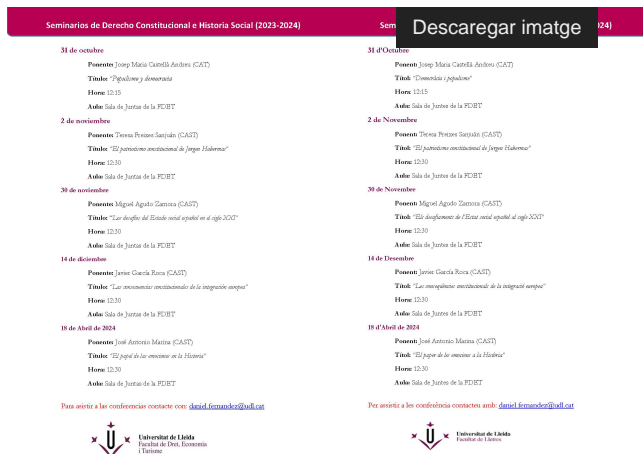 Seminarios de Derecho Constitucional e Historia Social (2023-2024)
31 de octubre
Ponente: Josep Maria Castellà Andreu (CAT)
Título: "Populismo y democracia
Hora: 12:15
Aula: Sala de Juntas de la FDET
2 de noviembre
Ponente: Teresa Freixes Sanjuán (CAST)
Título: "El patriotismo constitucional de Jürgen Habermas"
Hora: 12:30
Aula: Sala de Juntas de la FDET
30 de noviembre
Ponente: Miguel Agudo Zamora (CAST)
Título: "Los desafíos del Estado social español en el siglo XXI"
Hora: 12:30
Aula: Sala de Juntas de la FDET
14 de diciembre
Ponente: Javier García Roca (CAST)
Título: "Las consecuencias constitucionales de la integración europea"
Hora: 12:30
Aula: Sala de Juntas de la FDET
18 de Abril de 2024
Ponente: José Antonio Marina (CAST)
Título: "El papel de las emociones en la Historia"
Hora: 12:30
Aula: Sala de Juntas de la FDET
Para asistir a las conferencias contacte con: daniel.fernandez@udl.cat
Universitat de Lleida
Facultat de Dret, Economia
i Turisme
Sem
24)
Descaregar imatge
31 d'Octubre
Ponent: Josep Maria Castellà Andreu (CAT)
Títol: "Democràcia i populisme"
Hora: 12:15
Aula: Sala de Juntes de la FDET
2 de Novembre
Ponent: Teresa Freixes Sanjuán (CAST)
Títol: "El patriotisme constitucional de Jürgen Habermas"
Hora: 12:30
Aula: Sala de Juntes de la FDET
30 de Novembre
Ponent: Miguel Agudo Zamora (CAST)
Títol: "Els desafiaments de l'Estat social español al segle XXI"
Hora: 12:30
Aula: Sala de Juntes de la FDET
14 de Desembre
Ponent: Javier García Roca (CAST)
Títol: "Les conseqüències constitucionals de la integració europea"
Hora: 12:30
Aula: Sala de Juntes de la FDET
18 d'Abril de 2024
Ponent: José Antonio Marina (CAST)
Títol: "El paper de les emocions a la Història"
Hora: 12:30
Aula: Sala de Juntes de la FDET
Per assistir a les conferència contacteu amb: daniel.fernandez@udl.cat
Universitat de Lleida
Facultat de Lletres